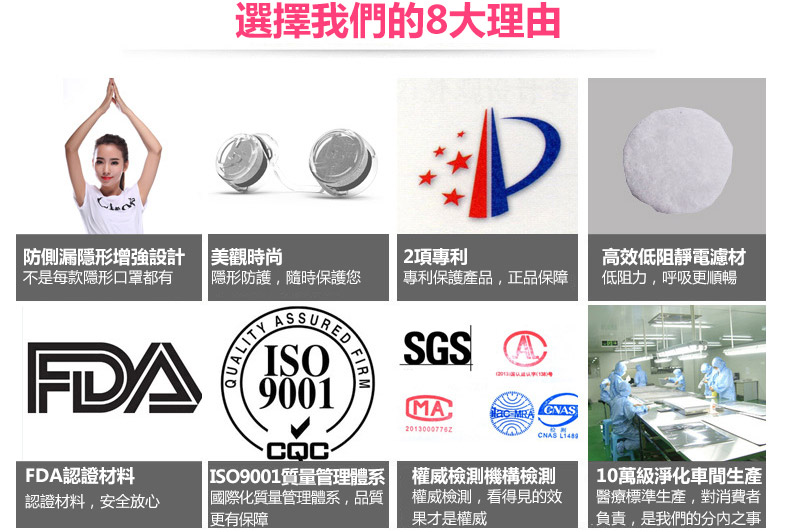 選擇我們的8大理由
防側漏隱形增強設計
不是每款隱形口罩都有
美觀時尚
隱形防護，隨時保護您
2項專利
專利保護產品，正品保障
高效低阻靜電濾材
低阻力，呼吸更順暢
FDA
FDA認證材料
認證材料，安全放心
QUALITY ASSURED FIRM
ISO
9001
CQC
ISO9001質量管理體系
國際化質量管理體系，品質
更有保障
SGS
AL
MA
2013000776Z
ilac-MRA
CNAS
检 测
CNAS L1489
權威檢測機構檢測
權威檢測，看得見的效
果才是權威
10萬級淨化車間生產
醫療標準生產，對消費者
負責，是我們的分內之事